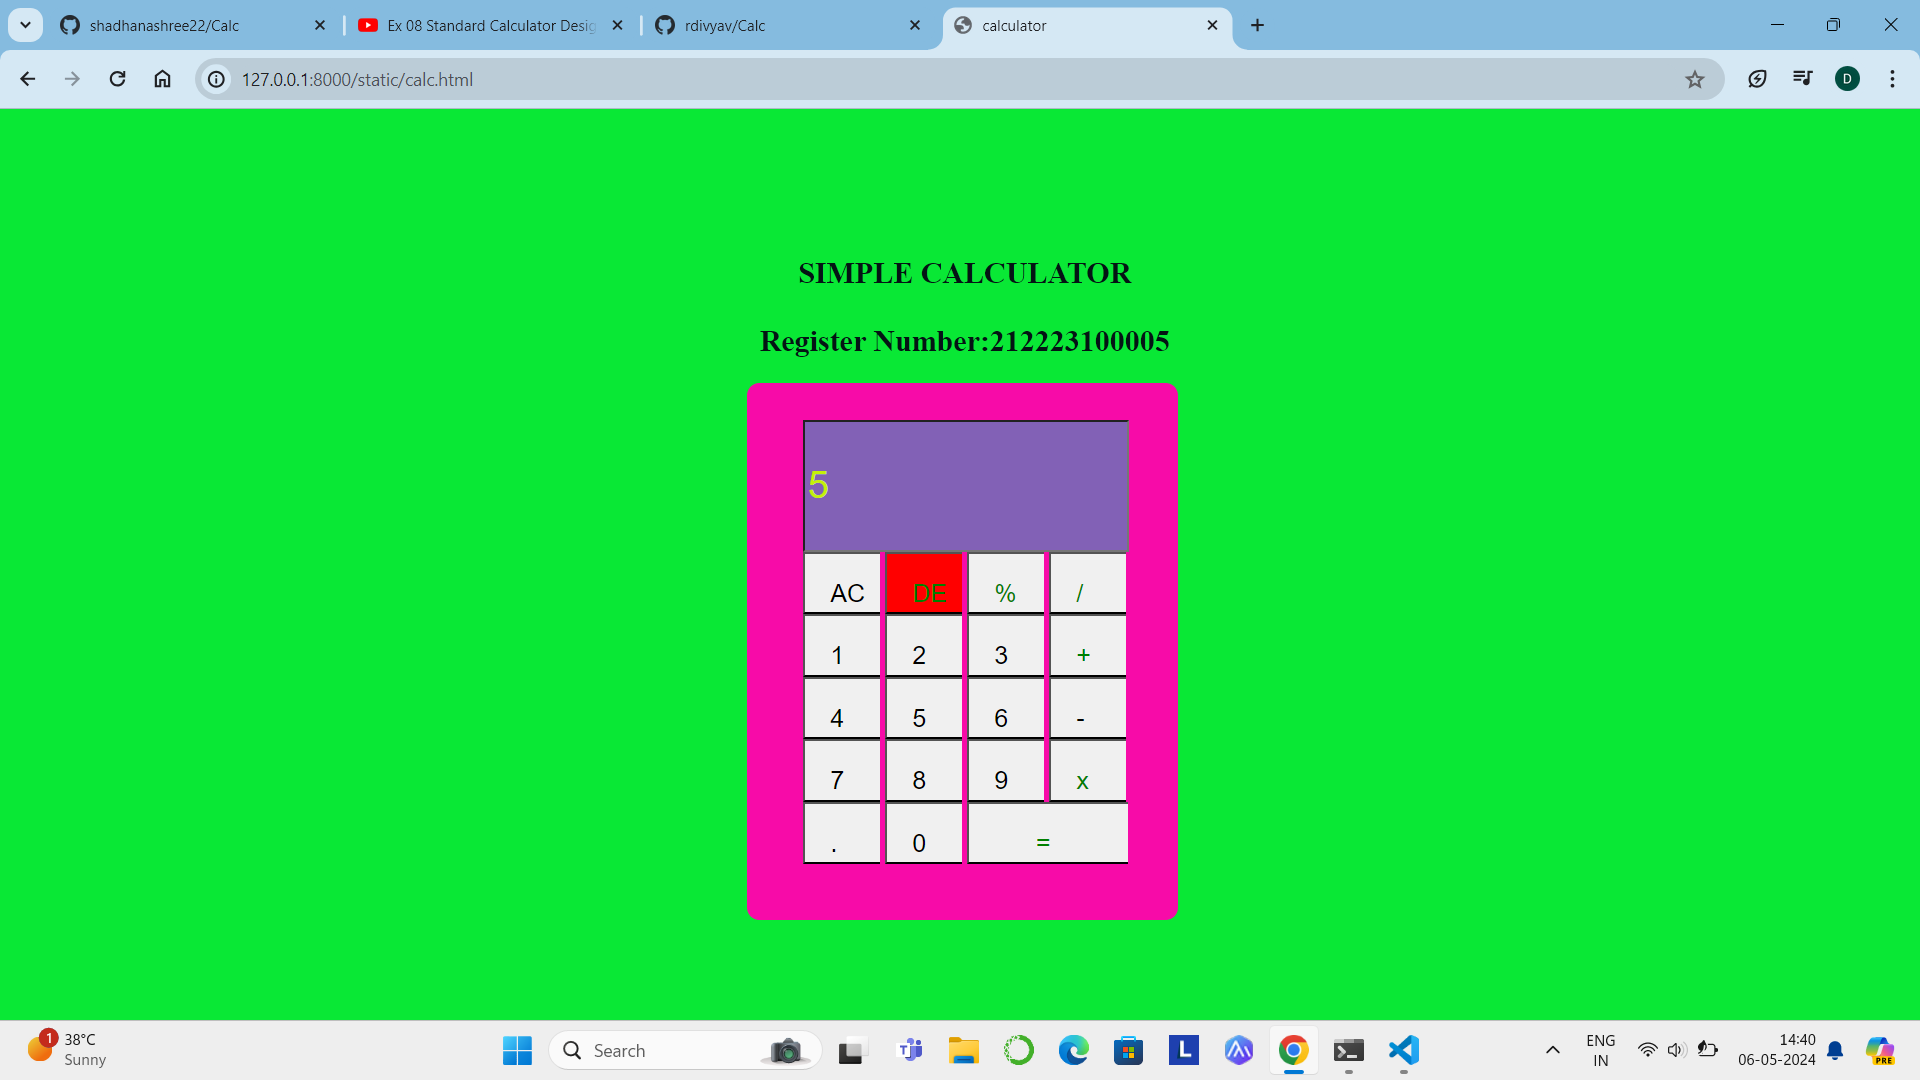 shadhanashree22/Calc
Ex 08 Standard Calculator Desig
rdivyav/Calc
calculator
127.0.0.1:8000/static/calc.html
D
SIMPLE CALCULATOR
Register Number:212223100005
5
AC DE % /
1 2 3 +
4 5 6 -
7 8 9 x
. 0 =
1
38°C
Sunny
Search
T
L
PRE
ENG
IN
14:40
06-05-2024